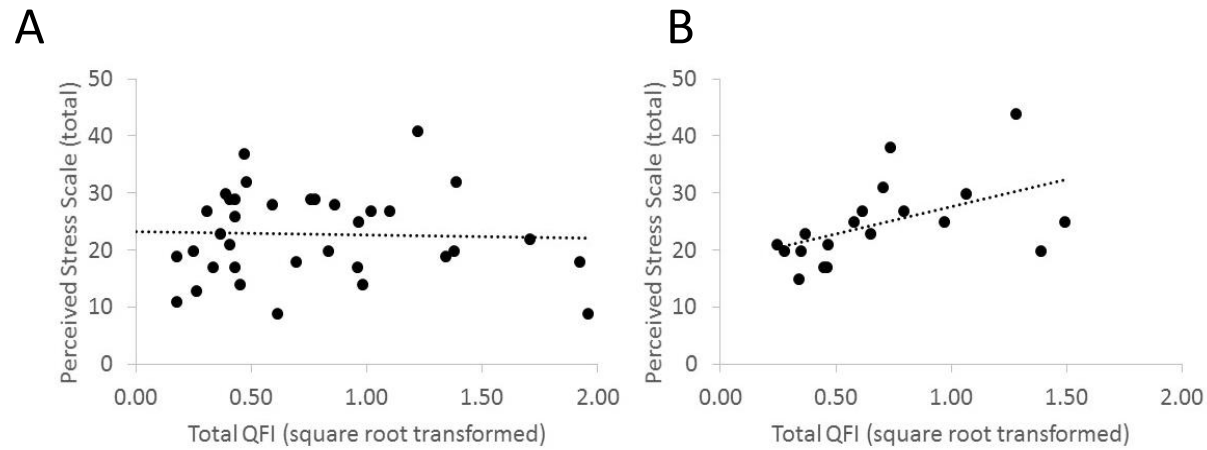 A
Perceived Stress Scale (total)
50
40
30
20
10
0
0.00 0.50 1.00 1.50 2.00
Total QFI (square root transformed)
B
Perceived Stress Scale (total)
50
40
30
20
10
0
0.00 0.50 1.00 1.50 2.00
Total QFI (square root transformed)